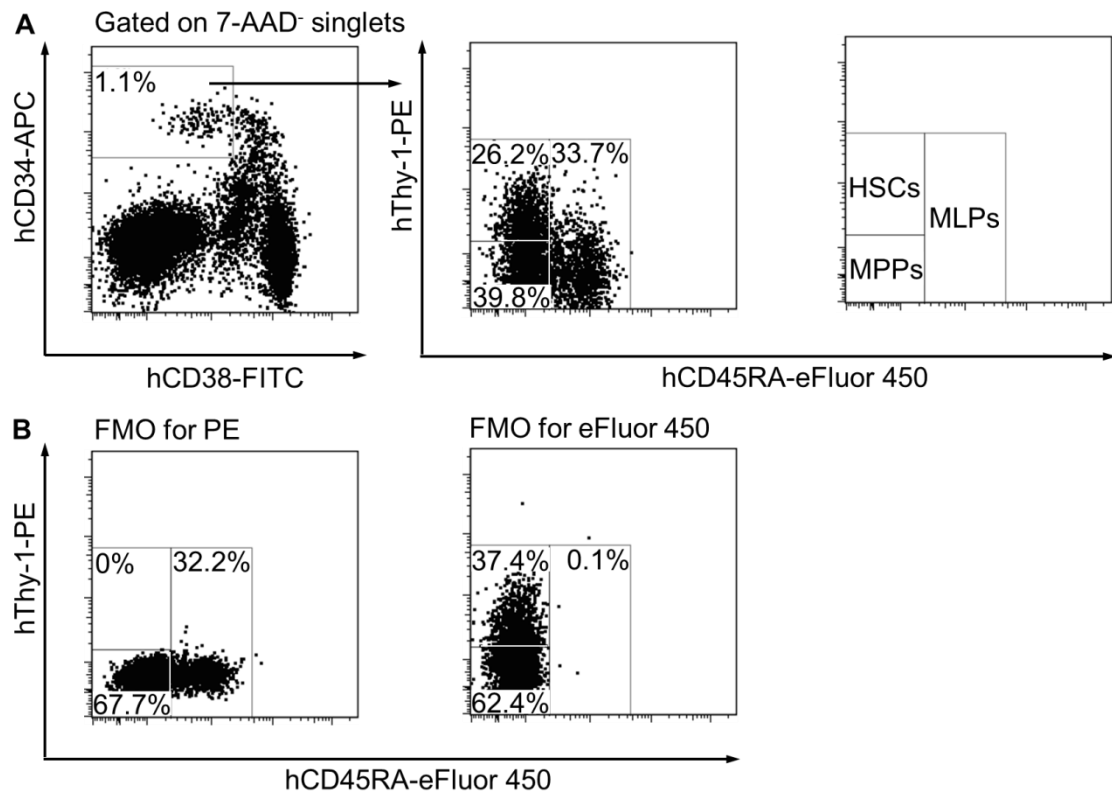 A
Gated on 7-AAD⁻ singlets
hCD34-APC
1.1%
hCD38-FITC
hThy-1-PE
26.2% 33.7%
39.8%
HSCs
MLPs
MPPs
hCD45RA-eFluor 450
B
FMO for PE
FMO for eFluor 450
hThy-1-PE
0% 32.2%
67.7%
37.4% 0.1%
62.4%
hCD45RA-eFluor 450